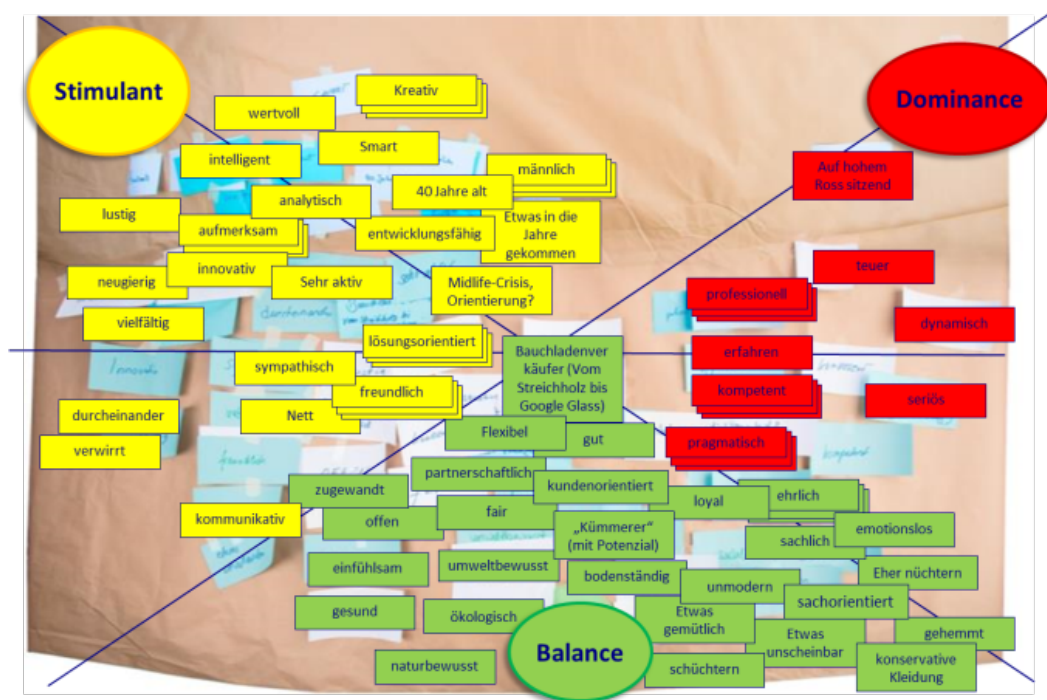 Stimulant
Dominance
Kreativ
wertvoll
Smart
intelligent
männlich
Auf hohem
Ross sitzend
40 Jahre alt
analytisch
lustig
Etwas in die
Jahre
gekommen
aufmerksam
entwicklungsfähig
innovativ
teuer
neugierig
Sehr aktiv
Midlife-Crisis,
Orientierung?
professionell
vielfältig
dynamisch
lösungsorientiert
Bauchladenver
käufer (Vom
Streichholz bis
Google Glass)
erfahren
sympathisch
freundlich
kompetent
seriös
durcheinander
Nett
Flexibel
gut
pragmatisch
verwirrt
partnerschaftlich
zugewandt
kundenorientiert
loyal
ehrlich
kommunikativ
offen
fair
„Kümmerer“
(mit Potenzial)
sachlich
emotionslos
einfühlsam
umweltbewusst
bodenständig
unmodern
Eher nüchtern
sachorientiert
gesund
ökologisch
Etwas
gemütlich
Etwas
unscheinbar
gehemmt
Balance
naturbewusst
schüchtern
konservative
Kleidung